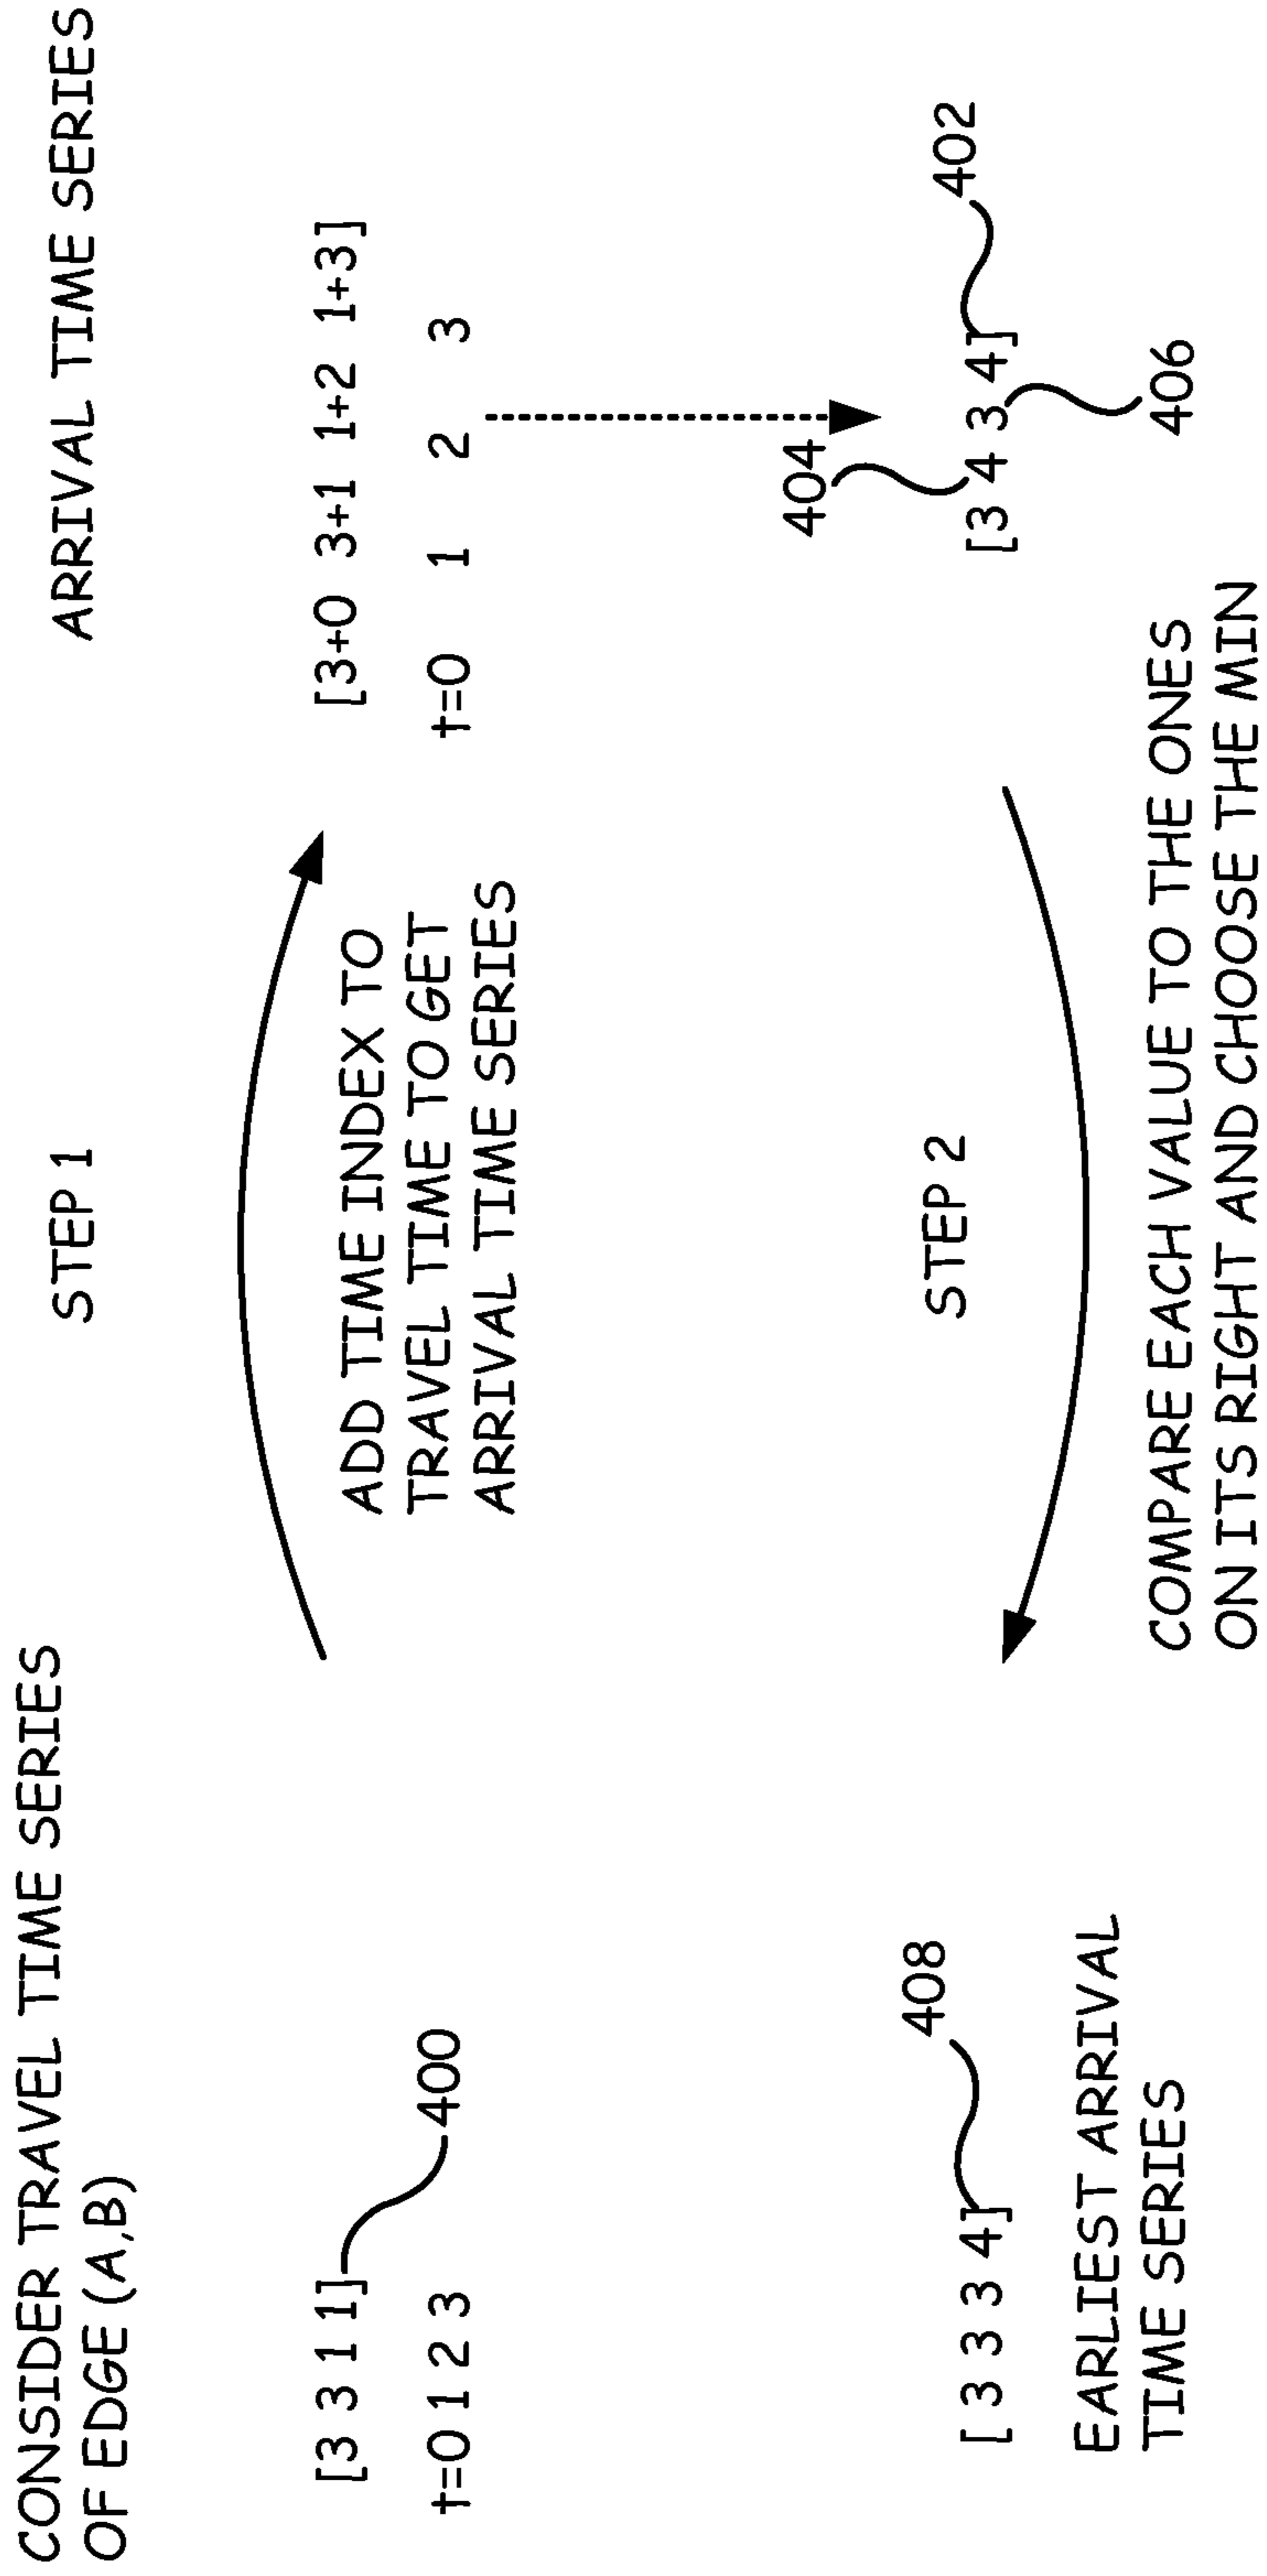 CONSIDER TRAVEL TIME SERIES
OF EDGE (A,B)
[3 3 1 1]
t=0 1 2 3
400
STEP 1
ADD TIME INDEX TO
TRAVEL TIME TO GET
ARRIVAL TIME SERIES
ARRIVAL TIME SERIES
[3+0 3+1 1+2 1+3]
t=0 1 2 3
404
402
[3 4 3 4]
406
STEP 2
COMPARE EACH VALUE TO THE ONES
ON ITS RIGHT AND CHOOSE THE MIN
408
[ 3 3 3 4]
EARLIEST ARRIVAL
TIME SERIES